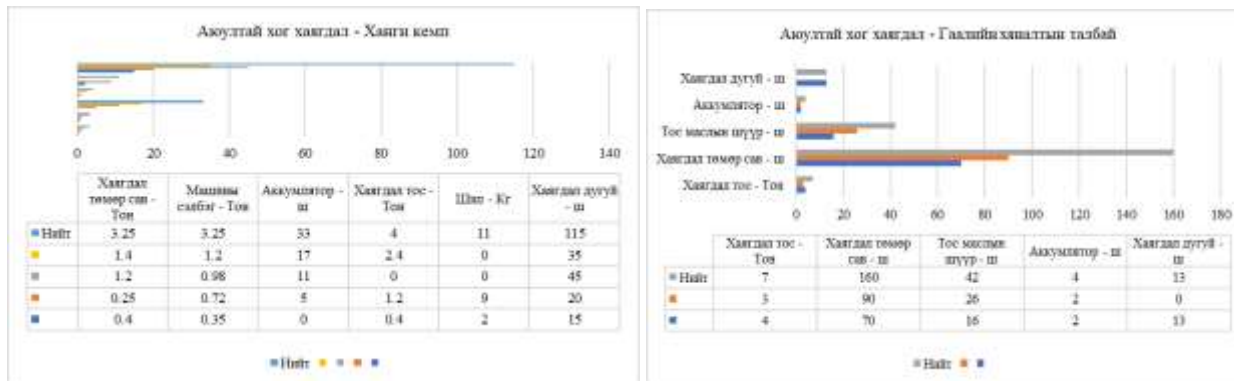 Аюултай хог хаягдал - Ханги кемп
0 20 40 60 80 100 120 140
Хаягдал төмөр сав - Тон Машины сэлбэг - Тон Аккумлятор - ш Хаягдал тос - Тон Шил - Кг Хаягдал дугуй - ш
Нийт 3.25 3.25 33 4 11 115
1.4 1.2 17 2.4 0 35
1.2 0.98 11 0 0 45
0.25 0.72 5 1.2 9 20
0.4 0.35 0 0.4 2 15
Нийт
Аюултай хог хаягдал - Гаалийн хяналтын талбай
Хаягдал дугуй - ш
Аккумлятор - ш
Тос маслын шүүр - ш
Хаягдал төмөр сав - ш
Хаягдал тос - Тон
0 20 40 60 80 100 120 140 160 180
Хаягдал тос - Тон Хаягдал төмөр сав - ш Тос маслын шүүр - ш Аккумлятор - ш Хаягдал дугуй - ш
Нийт 7 160 42 4 13
3 90 26 2 0
4 70 16 2 13
Нийт